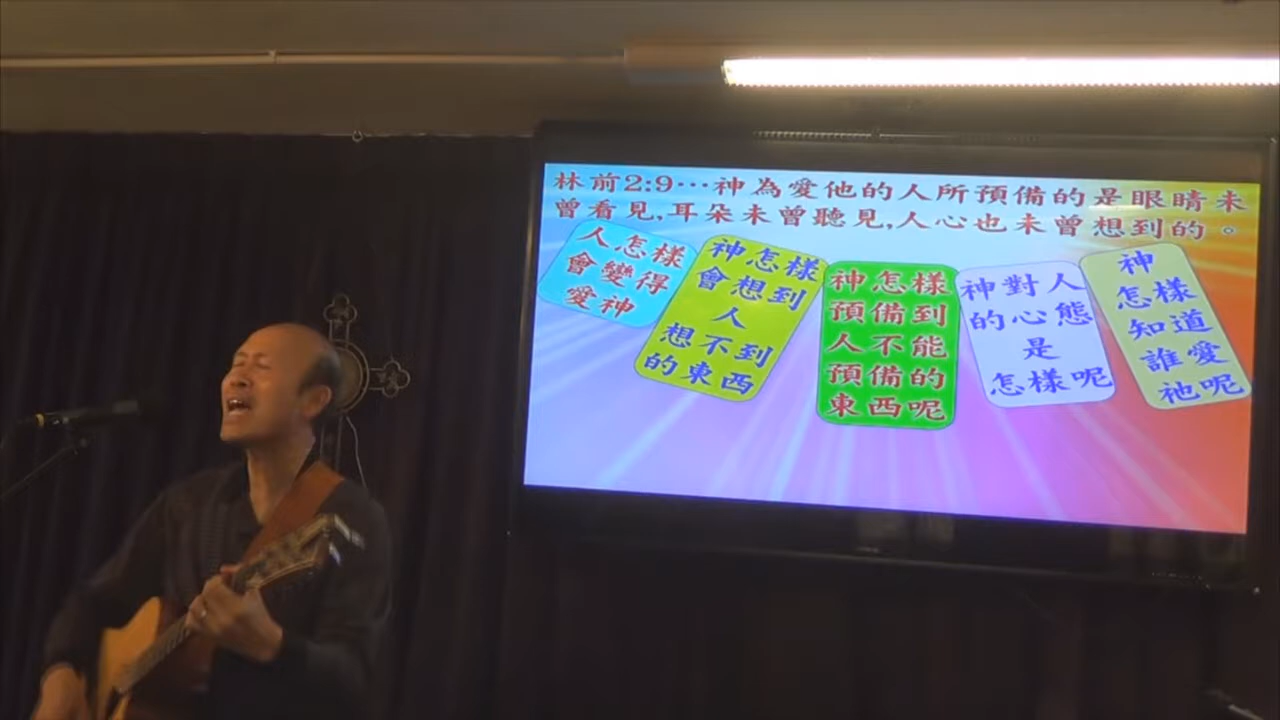 林前2:9…神為愛他的人所預備的是眼睛未
曾看見,耳朵未曾聽見,人心也未曾想到的。
人怎樣
會變得
愛神
神怎樣
會想到
人
想不到
的東西
神怎樣
預備到
人不能
預備的
東西呢
神對人
的心態
是
怎樣呢
神
怎樣
知道
誰愛
祂呢